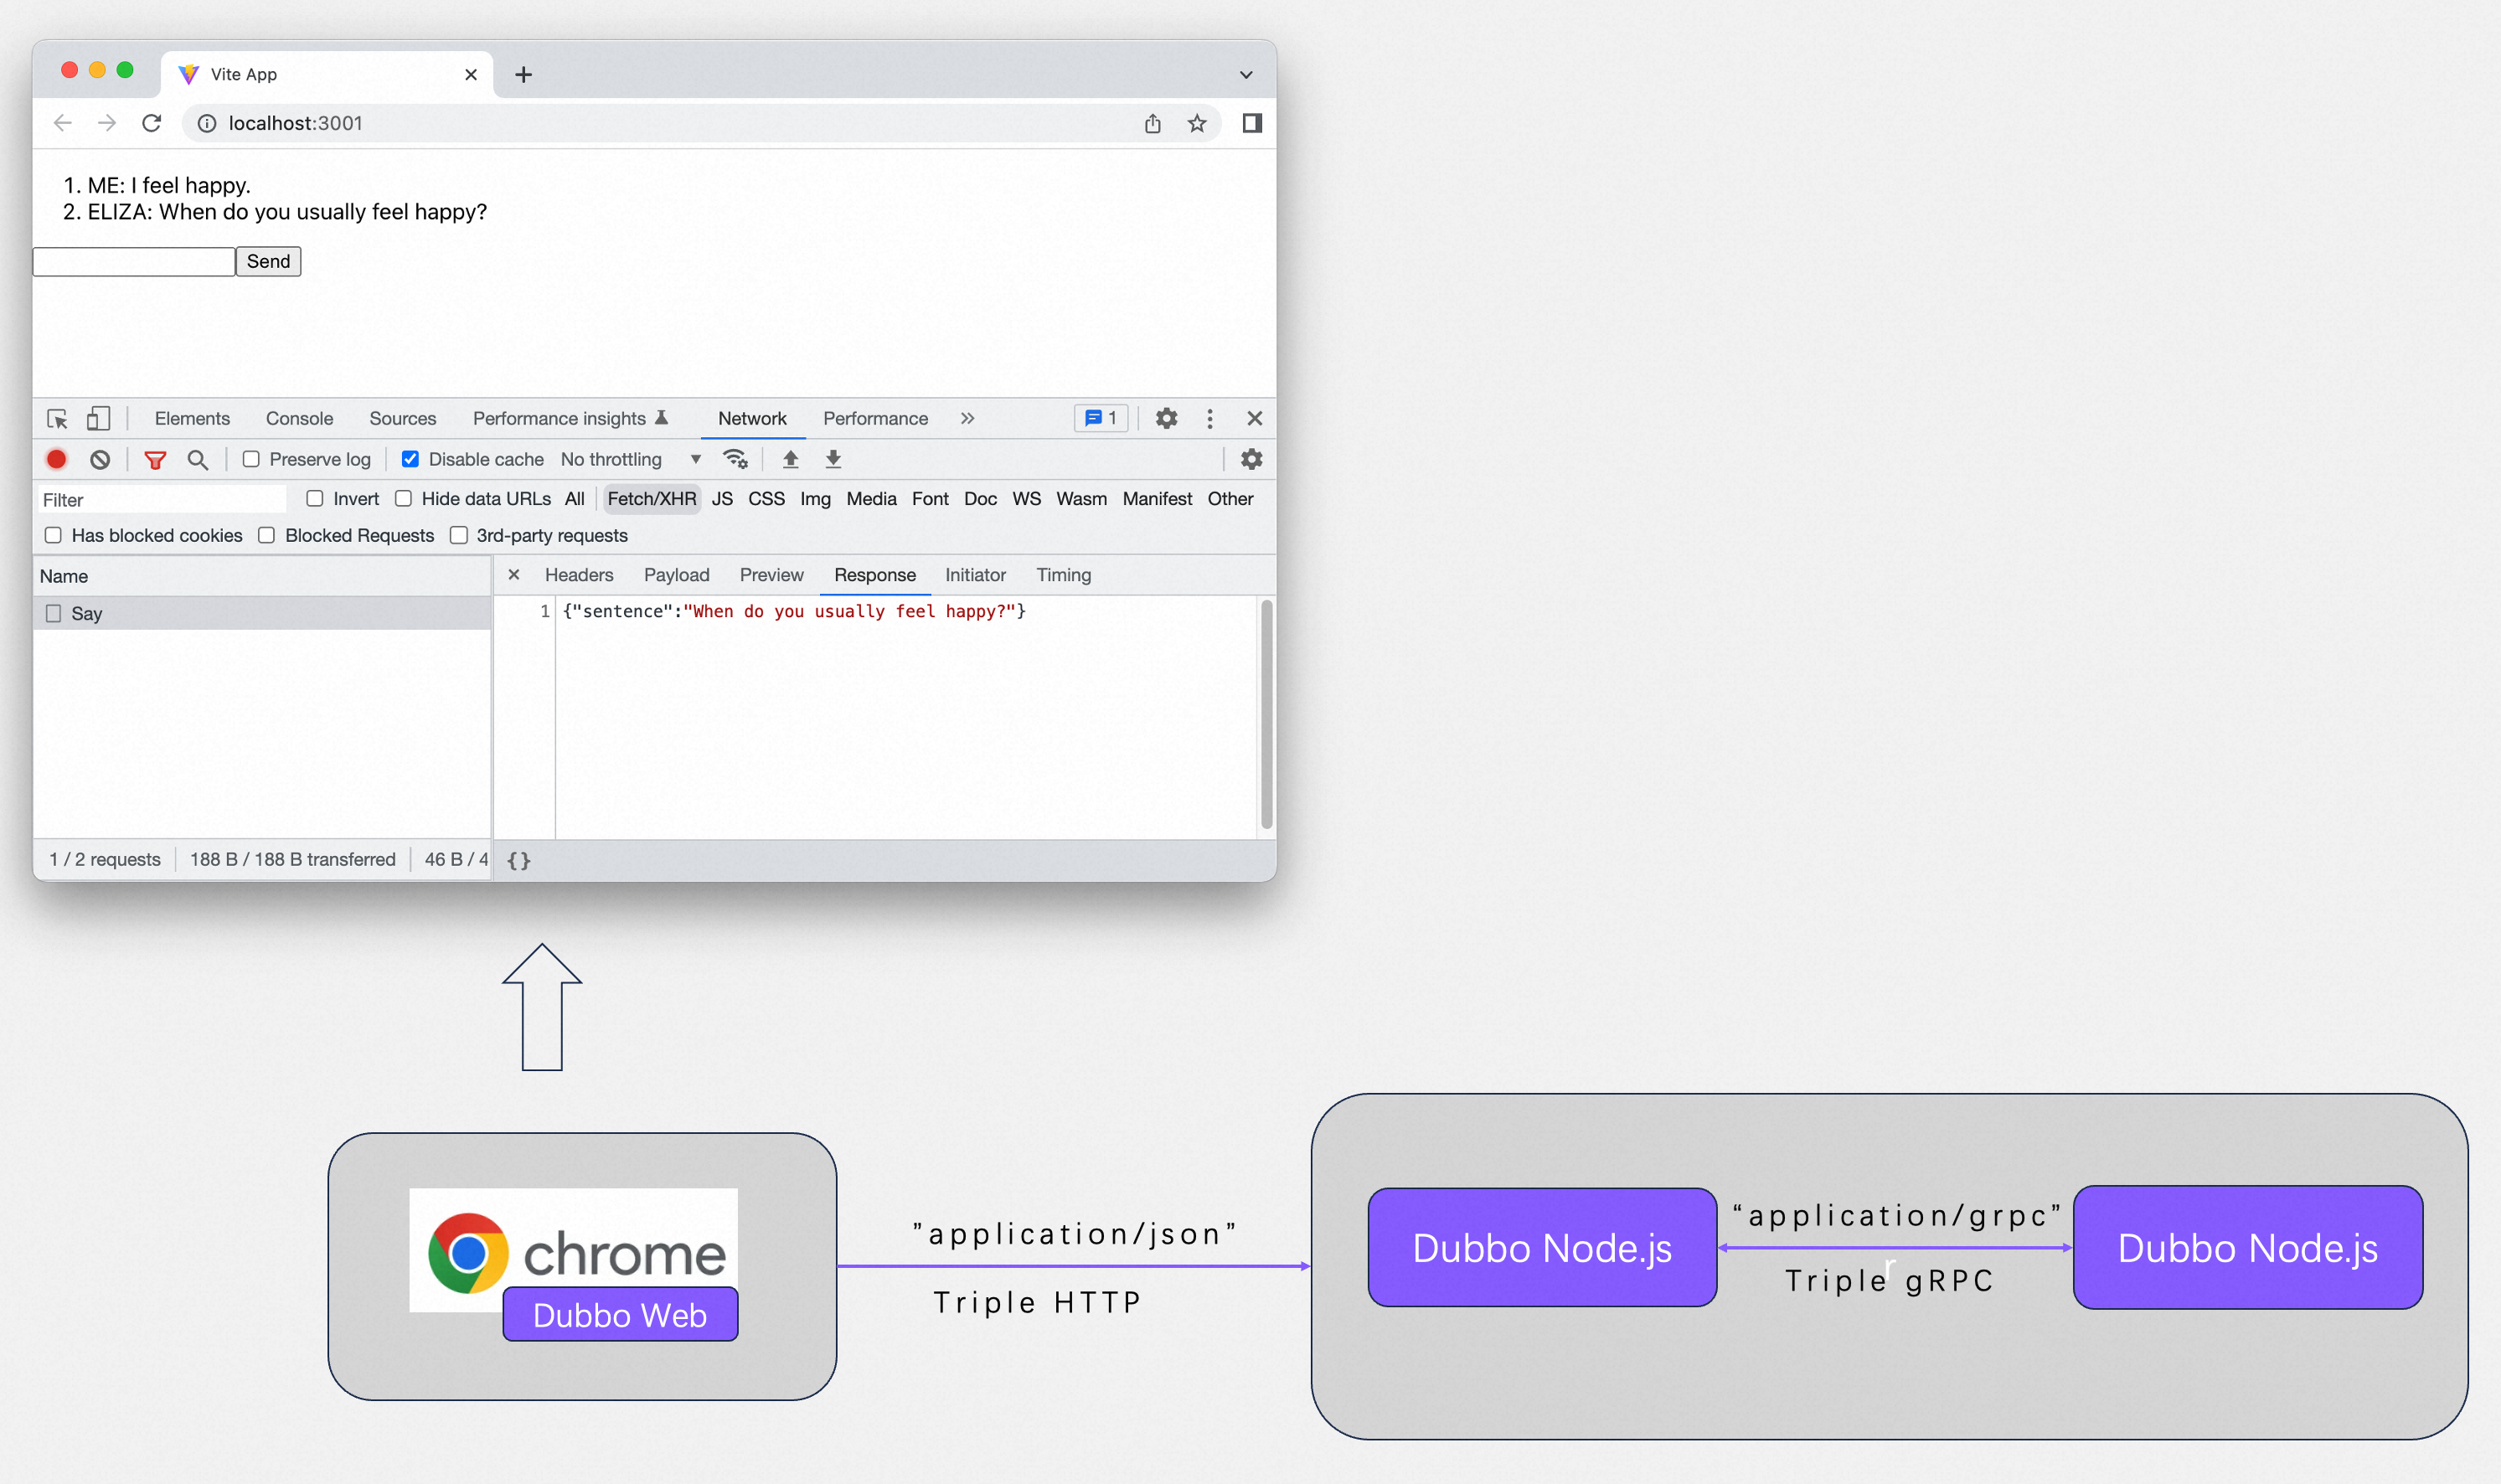 Vite App
localhost:3001
1. ME: I feel happy.
2. ELIZA: When do you usually feel happy?
Send
Elements Console Sources Performance insights Network Performance 1
Preserve log Disable cache No throttling
Filter Invert Hide data URLs All Fetch/XHR JS CSS Img Media Font Doc WS Wasm Manifest Other
Has blocked cookies Blocked Requests 3rd-party requests
Name Headers Payload Preview Response Initiator Timing
Say 1 {"sentence":"When do you usually feel happy?"}
1 / 2 requests 188 B / 188 B transferred 46 B / 4 {}
chrome
Dubbo Web
”application/json”
Triple HTTP
Dubbo Node.js
“application/grpc”
r
Triple gRPC
Dubbo Node.js